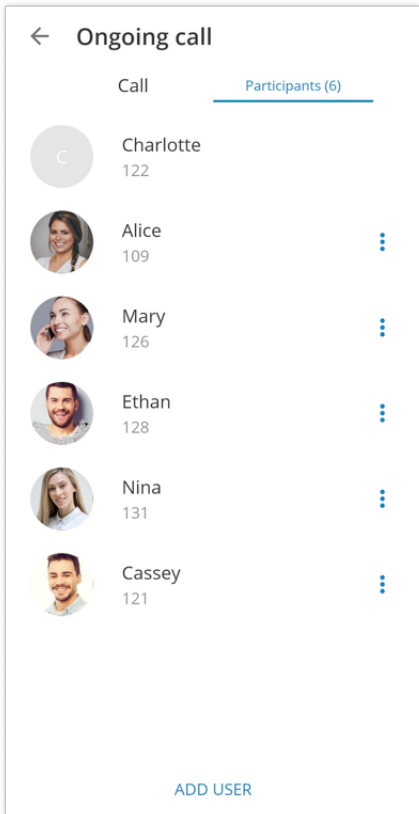 Ongoing call
Call
Participants (6)
C
Charlotte
122
Alice
109
Mary
126
Ethan
128
Nina
131
Cassey
121
ADD USER